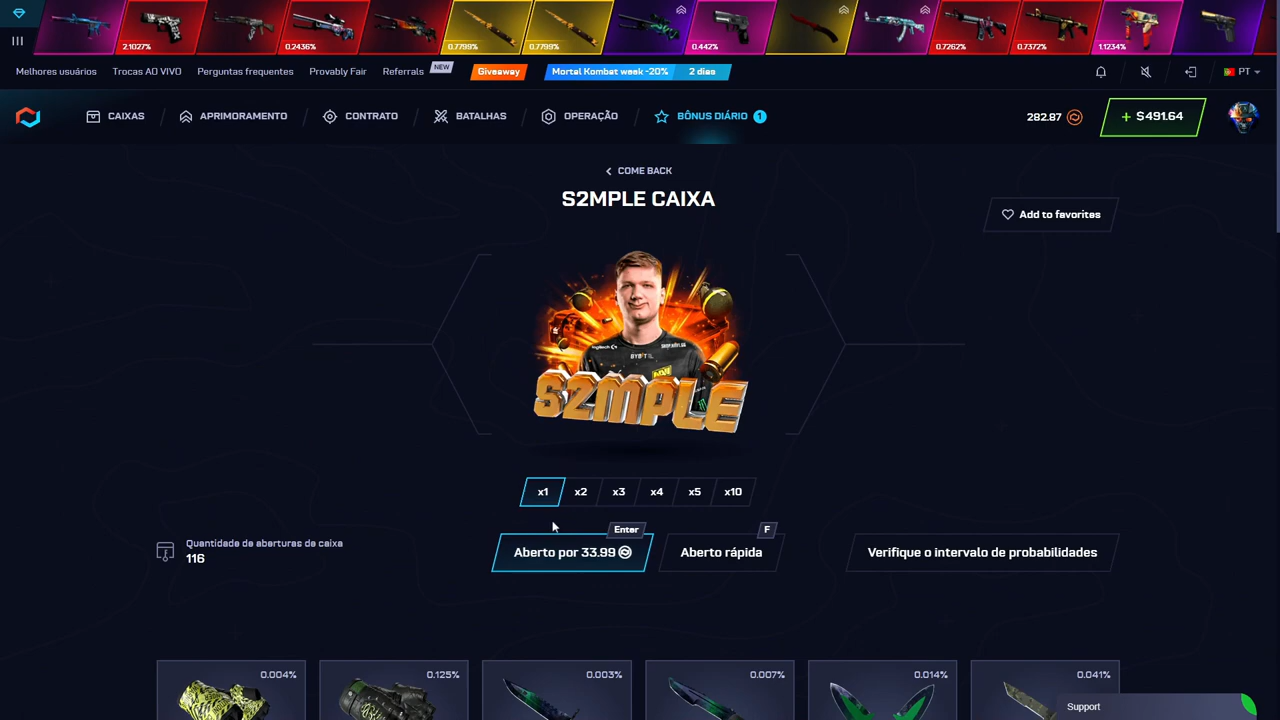 2.1027%
0.2436%
0.7799%
0.7799%
0.442%
0.7262%
0.7372%
1.1234%
Melhores usuários
Trocas AO VIVO
Perguntas frequentes
Provably Fair
Referrals
NEW
Giveaway
Mortal Kombat week -20%
2 dias
PT
CAIXAS
APRIMORAMENTO
CONTRATO
BATALHAS
OPERAÇÃO
BÔNUS DIÁRIO 1
282.87
+ $491.64
COME BACK
S2MPLE CAIXA
Add to favorites
BYBIT
NAVI
S2MPLE
x1
x2
x3
x4
x5
x10
Quantidade de aberturas de caixa
116
Enter
Aberto por 33.99
F
Aberto rápida
Verifique o intervalo de probabilidades
0.004%
0.125%
0.003%
0.007%
0.014%
0.041%
Support